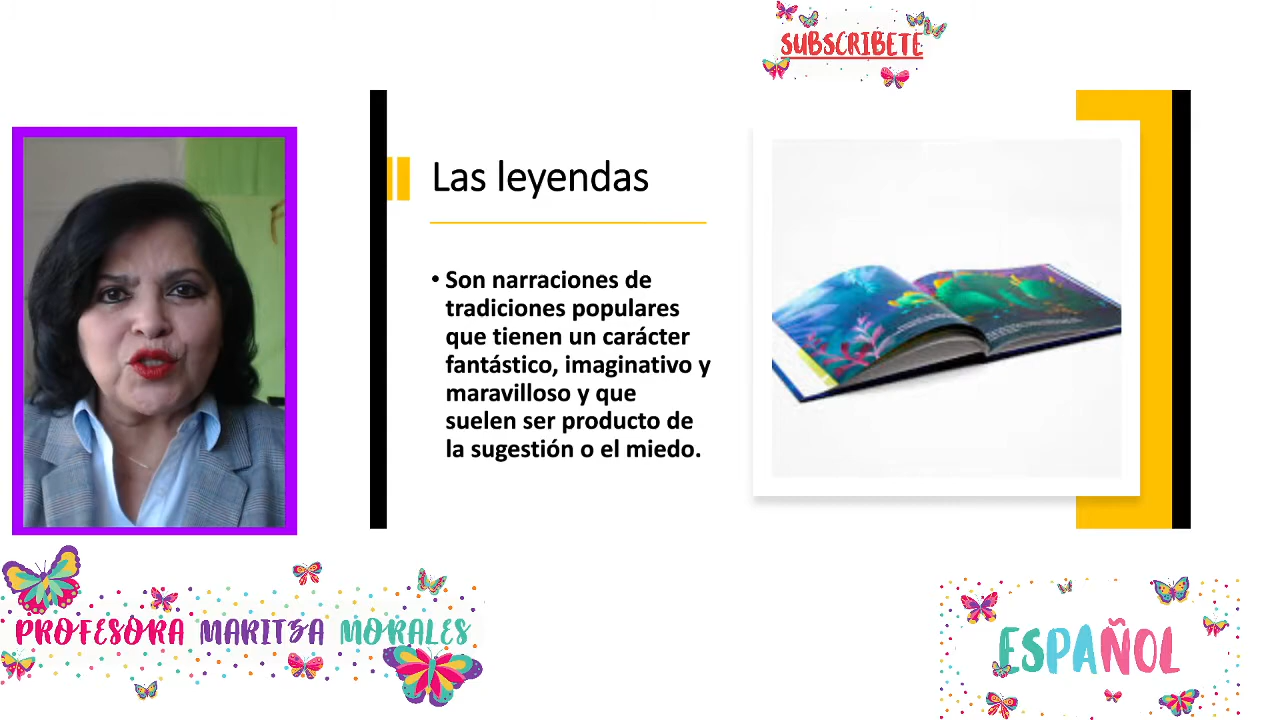 SUBSCRIBETE
Las leyendas
• Son narraciones de
tradiciones populares
que tienen un carácter
fantástico, imaginativo y
maravilloso y que
suelen ser producto de
la sugestión o el miedo.
PROFESORA MARITZA MORALES
ESPAÑOL